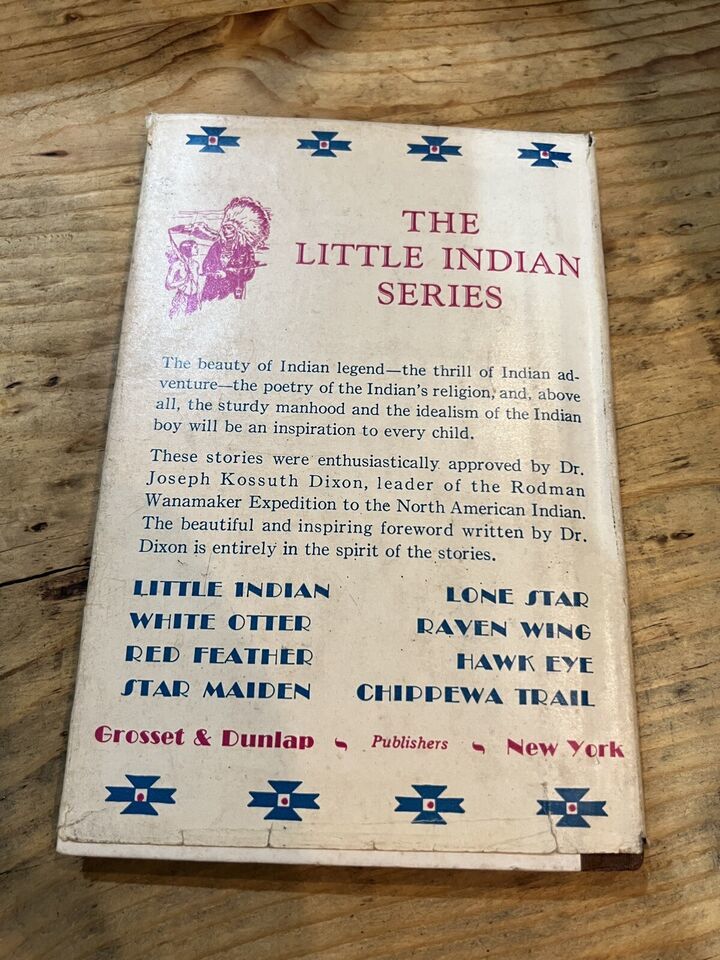 THE
LITTLE INDIAN
SERIES
The beauty of Indian legend—the thrill of Indian ad-
venture—the poetry of the Indian's religion, and, above
all, the sturdy manhood and the idealism of the Indian
boy will be an inspiration to every child.
These stories were enthusiastically approved by Dr.
Joseph Kossuth Dixon, leader of the Rodman
Wanamaker Expedition to the North American Indian.
The beautiful and inspiring foreword written by Dr.
Dixon is entirely in the spirit of the stories.
LITTLE INDIAN LONE STAR
WHITE OTTER RAVEN WING
RED FEATHER HAWK EYE
STAR MAIDEN CHIPPEWA TRAIL
Grosset & Dunlap Publishers New York